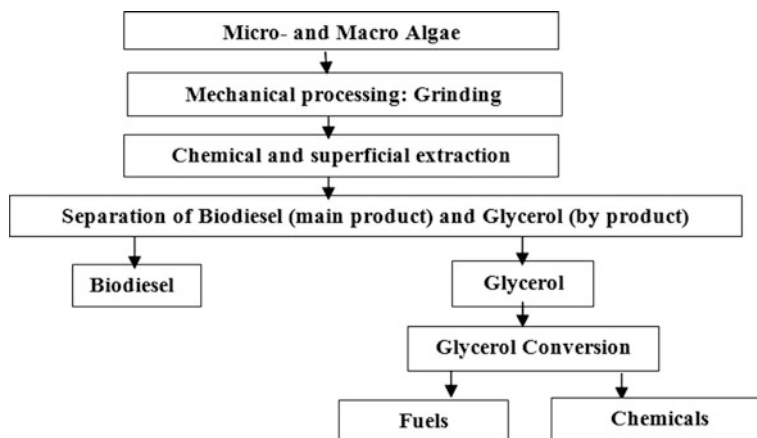 Micro- and Macro Algae
Mechanical processing: Grinding
Chemical and superficial extraction
Separation of Biodiesel (main product) and Glycerol (by product)
Biodiesel
Glycerol
Glycerol Conversion
Fuels
Chemicals